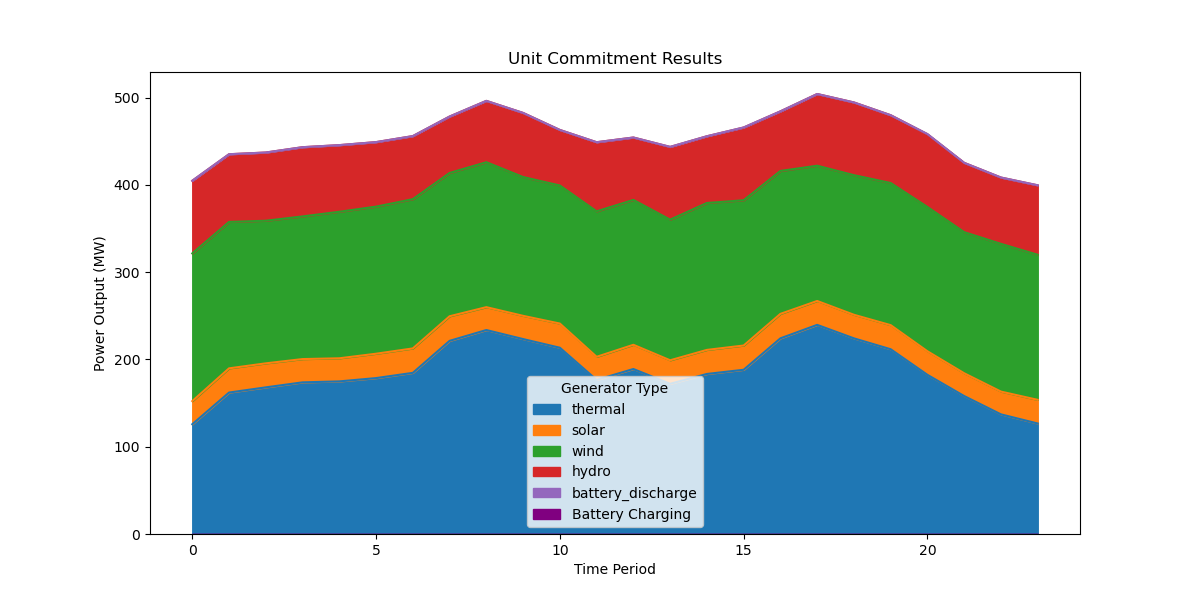 Unit Commitment Results
Power Output (MW)
500
400
300
200
100
0
Generator Type
thermal
solar
wind
hydro
battery_discharge
Battery Charging
0 5 10 15 20
Time Period